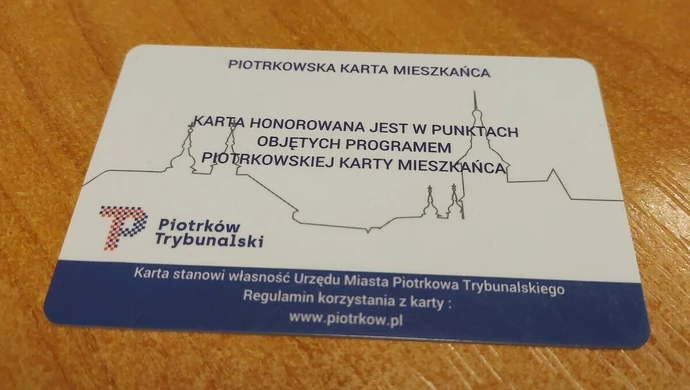 PIOTRKOWSKA KARTA MIESZKAŃCA
KARTA HONOROWANA JEST W PUNKTACH
OBJĘTYCH PROGRAMEM
PIOTRKOWSKIEJ KARTY MIESZKAŃCA
Piotrków
Trybunalski
Karta stanowi własność Urzędu Miasta Piotrkowa Trybunalskiego
Regulamin korzystania z karty :
www.piotrkow.pl